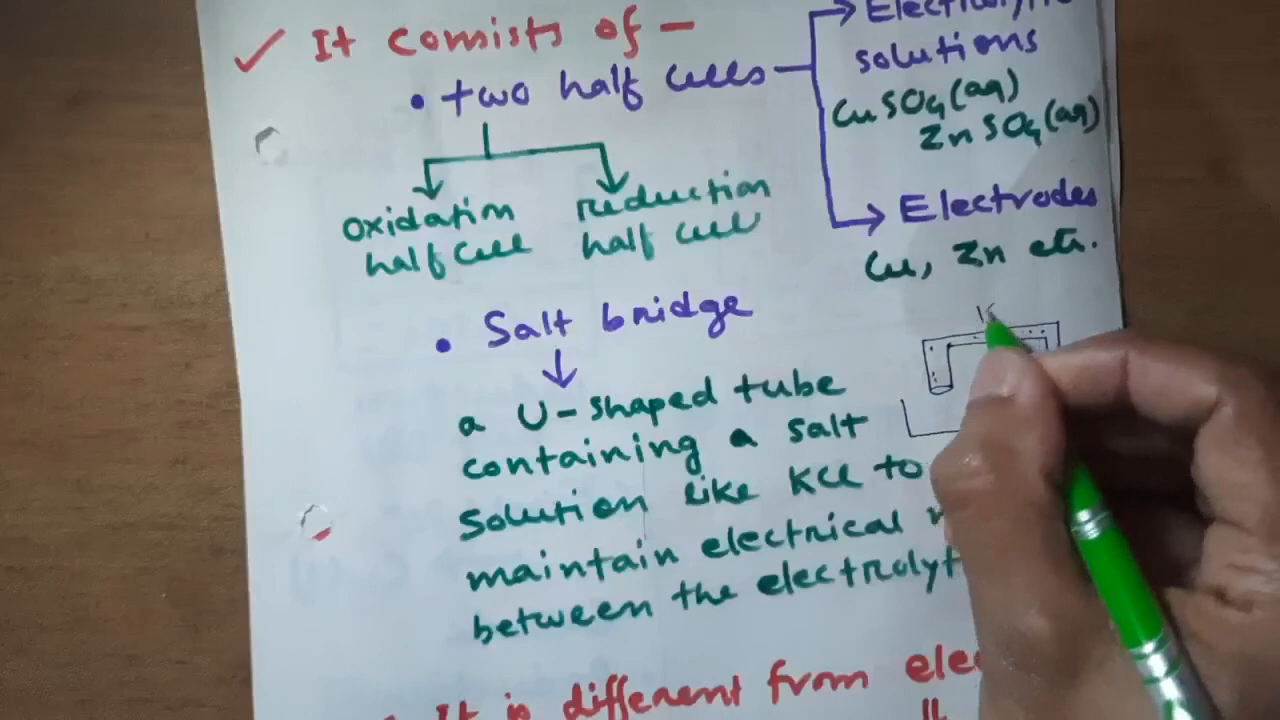 ✓ It consists of -
• two half cells
Electrolytic
solutions
CuSO4(aq)
ZnSO4(aq)
oxidation
half cell
reduction
half cell
Electrodes
Cu, Zn etc.
• Salt bridge
a U-shaped tube
containing a salt
solution like KCl to
maintain electrical
between the
It is different from